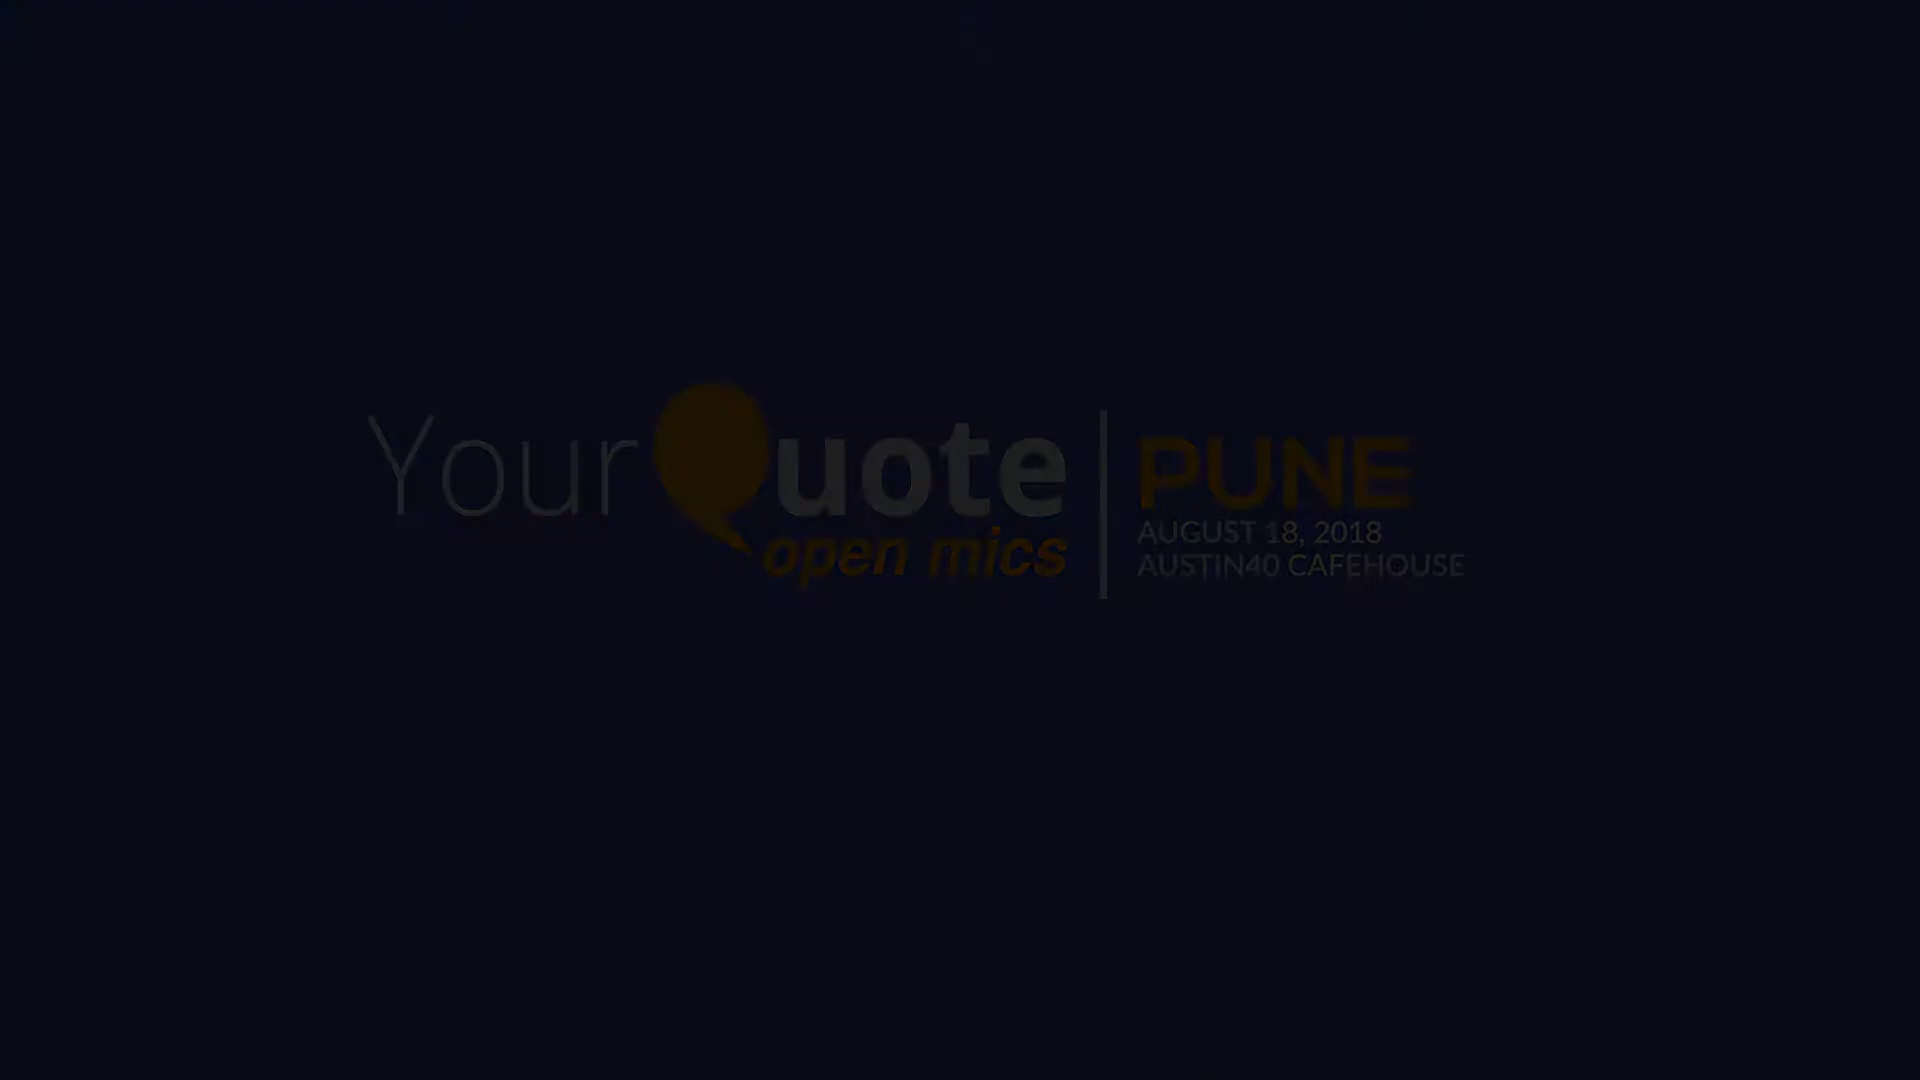 YourQuote
open mics
PUNE
AUGUST 18, 2018
AUSTIN40 CAFEHOUSE